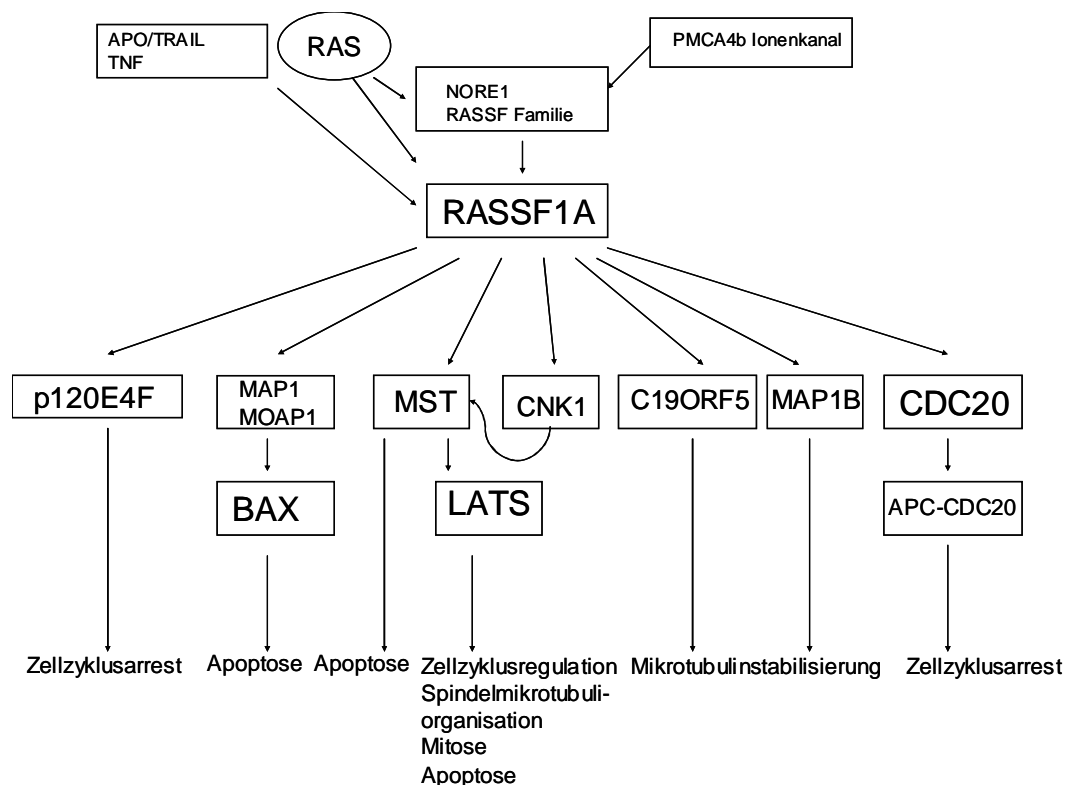 APO/TRAIL
TNF
RAS
PMCA4b Ionenkanal
NORE1
RASSF Familie
RASSF1A
p120E4F
MAP1
MOAP1
MST
CNK1
C19ORF5
MAP1B
CDC20
BAX
LATS
APC-CDC20
Zellzyklusarrest
Apoptose
Apoptose
Zellzyklusregulation
Spindelmikrotubuli-
organisation
Mitose
Apoptose
Mikrotubulinstabilisierung
Zellzyklusarrest